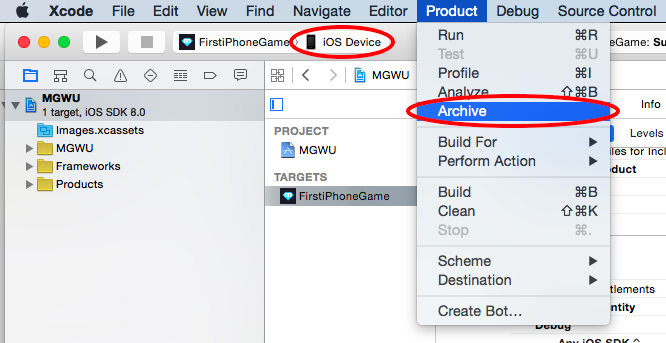 Xcode File Edit View Find Navigate Editor Product Debug Source Control
FirstiPhoneGame iOS Device
Game: Su
MGWU
1 target, iOS SDK 8.0
Images.xcassets
MGWU
Frameworks
Products
MGWU
PROJECT
MGWU
TARGETS
FirstiPhoneGame
Run ⌘R
Test ⌘U
Profile ⌘I
Analyze ⇧⌘B
Archive
Build For
Perform Action
Build ⌘B
Clean ⇧⌘K
Stop ⌘.
Scheme
Destination
Create Bot...
Info
Levels
iles for Incl
oduct
tlements
entity
Debug
Any iOS SDK